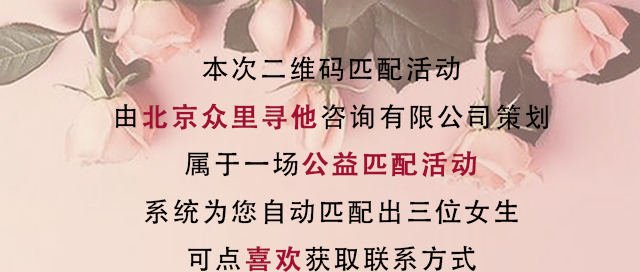 本次二维码匹配活动
由北京众里寻他咨询有限公司策划
属于一场公益匹配活动
系统为您自动匹配出三位女生
可点喜欢获取联系方式